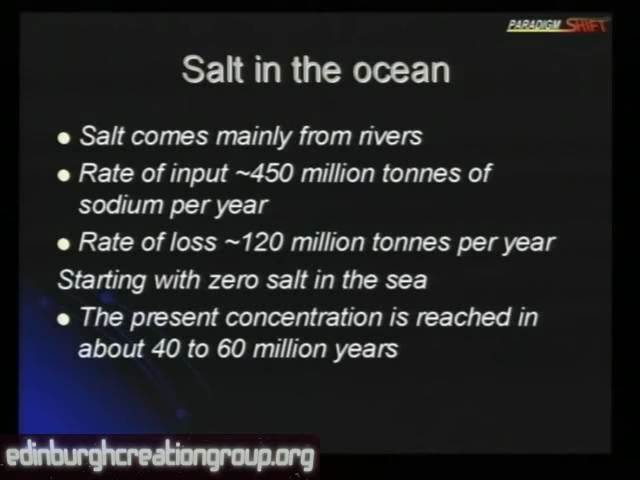 PARADIGM SHIFT
Salt in the ocean
Salt comes mainly from rivers
Rate of input ~450 million tonnes of
sodium per year
Rate of loss ~120 million tonnes per year
Starting with zero salt in the sea
The present concentration is reached in
about 40 to 60 million years
edinburghcreationgroup.org